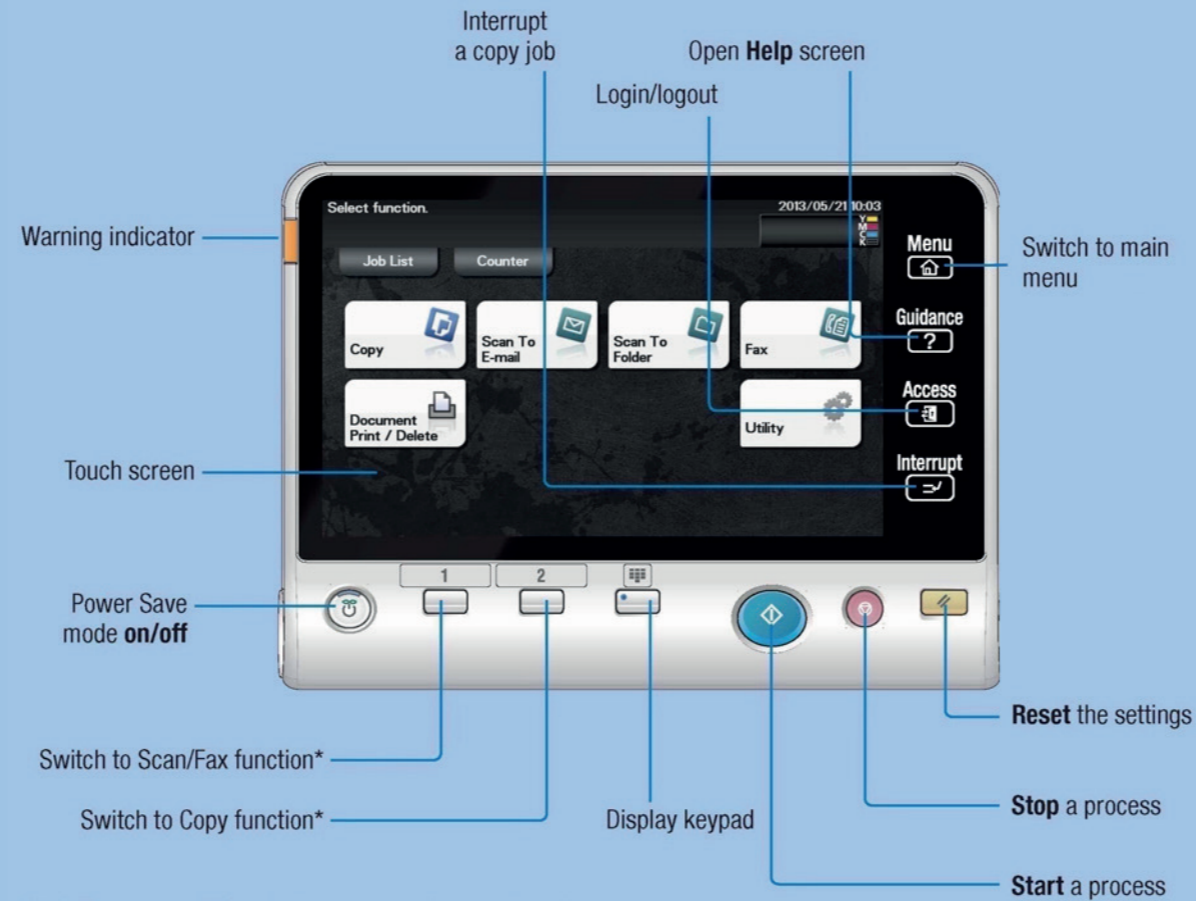 Interrupt
a copy job
Open Help screen
Login/logout
Warning indicator
Select function.
2013/05/21 10:03
Y
M
C
K
Job List
Counter
Menu
Switch to main
menu
Copy
Scan To
E-mail
Scan To
Folder
Fax
Guidance
?
Document
Print / Delete
Utility
Access
Touch screen
Interrupt
1
2
Power Save
mode on/off
Reset the settings
Switch to Scan/Fax function*
Switch to Copy function*
Display keypad
Stop a process
Start a process